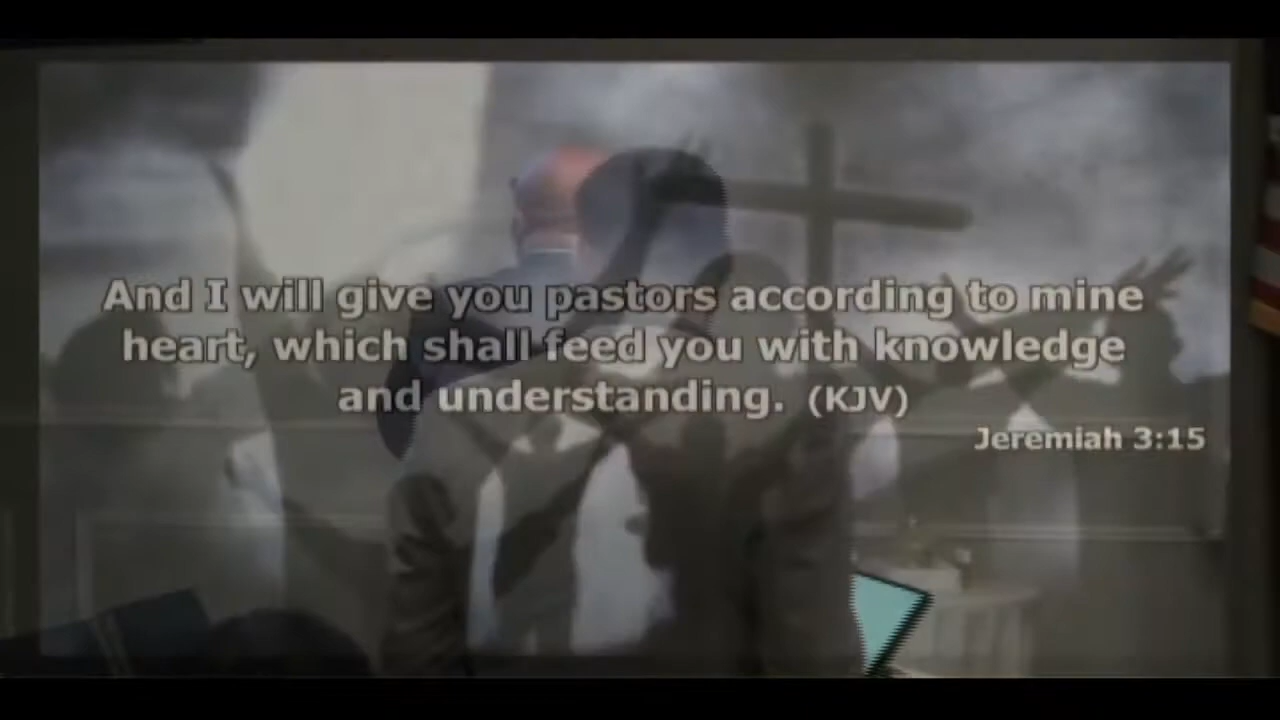 And I will give you pastors according to mine
heart, which shall feed you with knowledge
and understanding. (KJV)
Jeremiah 3:15